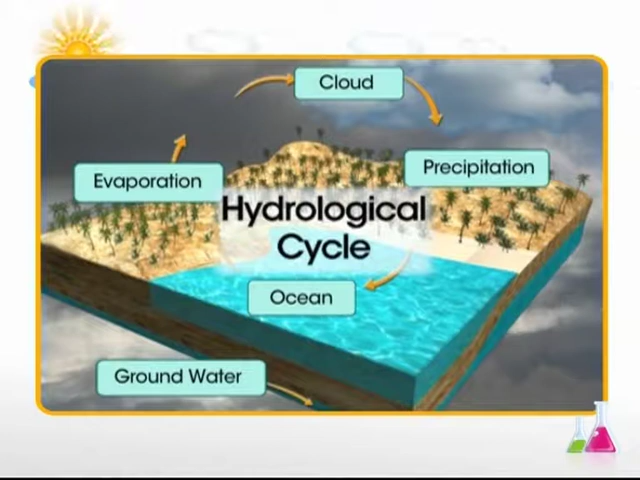 Cloud
Evaporation
Precipitation
Hydrological
Cycle
Ocean
Ground Water